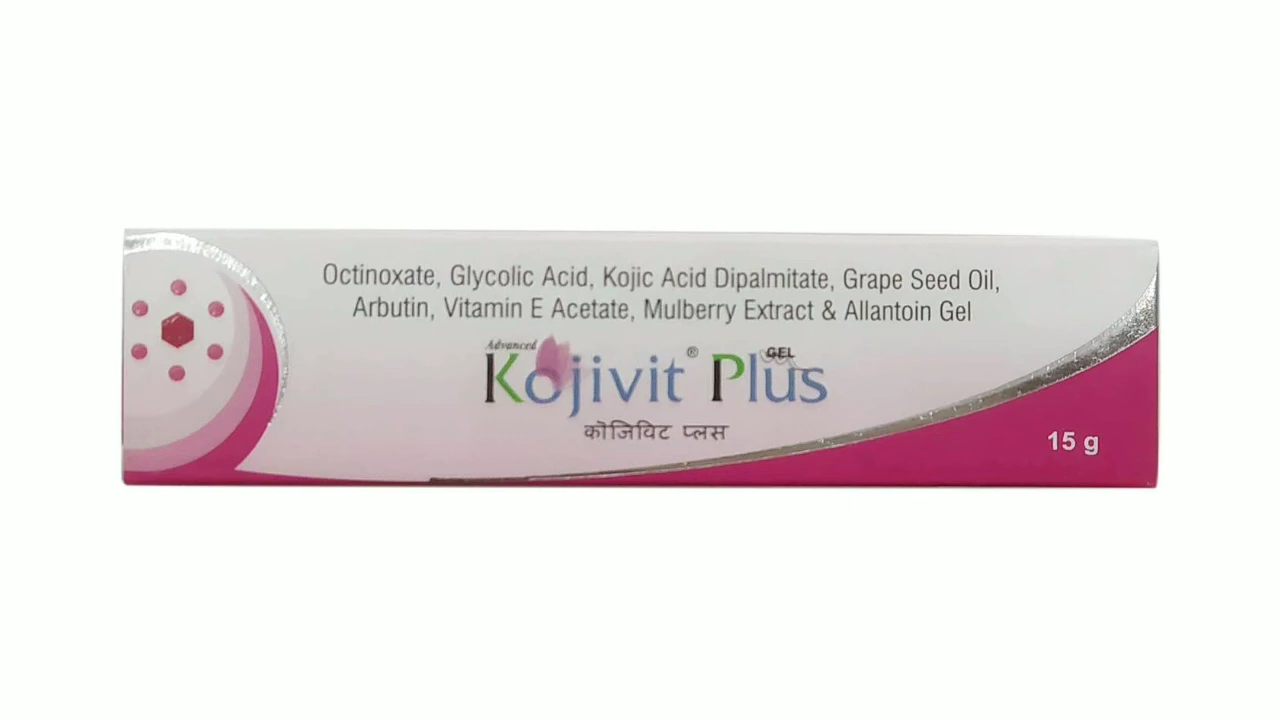 Octinoxate, Glycolic Acid, Kojic Acid Dipalmitate, Grape Seed Oil,
Arbutin, Vitamin E Acetate, Mulberry Extract & Allantoin Gel
Advanced
Kojivit® Plus GEL
कोजिविट प्लस
15 g